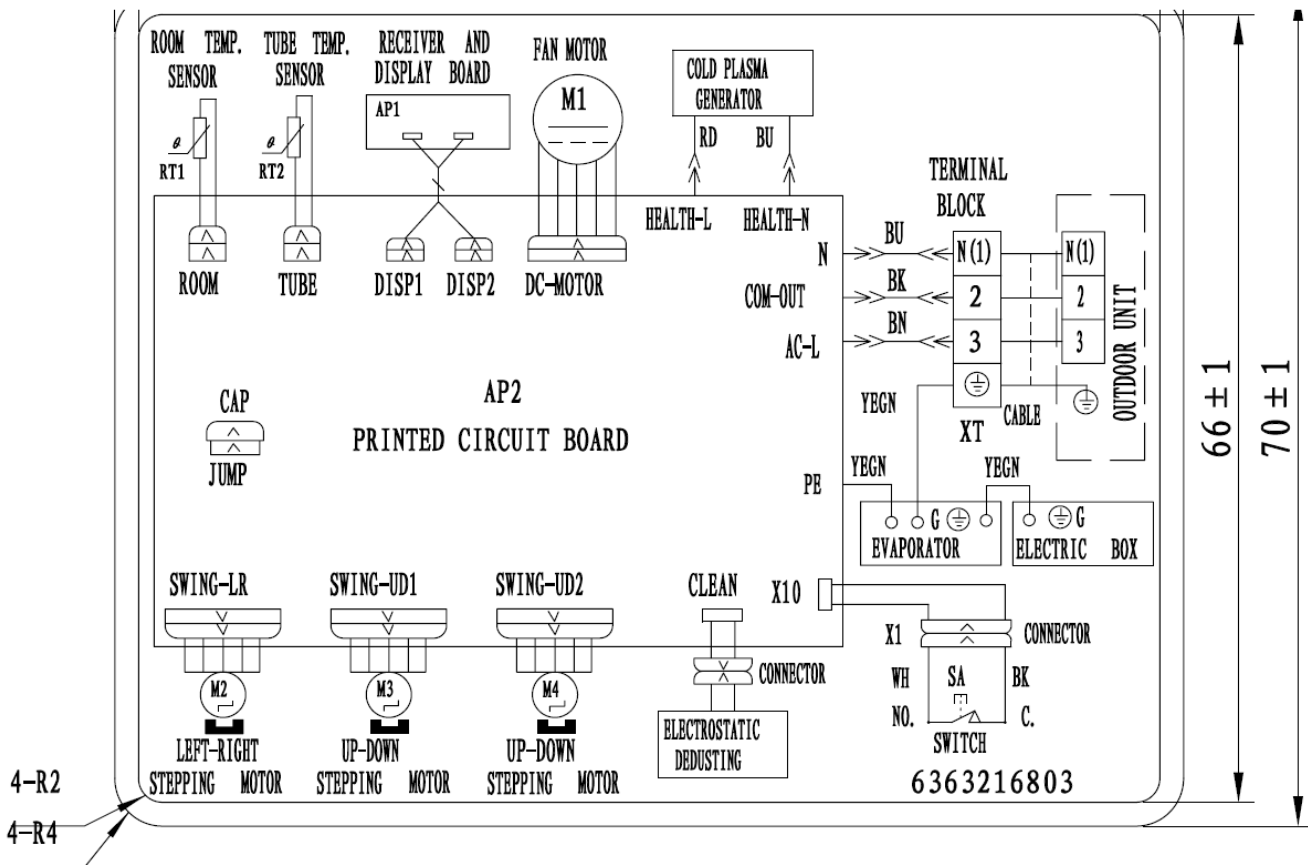 ROOM TEMP. SENSOR
TUBE TEMP. SENSOR
RECEIVER AND
DISPLAY BOARD
FAN MOTOR
COLD PLASMA
GENERATOR
AP1
M1
RD
BU
θ
RT1
θ
RT2
TERMINAL
BLOCK
HEALTH-L
HEALTH-N
ROOM
TUBE
DISP1
DISP2
DC-MOTOR
N
BU
N(1)
N(1)
COM-OUT
BK
2
2
AC-L
BN
3
3
OUTDOOR UNIT
66±1
70±1
CAP
JUMP
AP2
PRINTED CIRCUIT BOARD
YEGN
XT
CABLE
PE
YEGN
YEGN
G
EVAPORATOR
G
ELECTRIC BOX
SWING-LR
SWING-UD1
SWING-UD2
CLEAN
X10
X1
CONNECTOR
CONNECTOR
WH
SA
BK
NO.
C.
SWITCH
M2
M3
M4
LEFT-RIGHT
STEPPING MOTOR
UP-DOWN
STEPPING MOTOR
UP-DOWN
STEPPING MOTOR
ELECTROSTATIC
DEDUSTING
6363216803
4-R2
4-R4